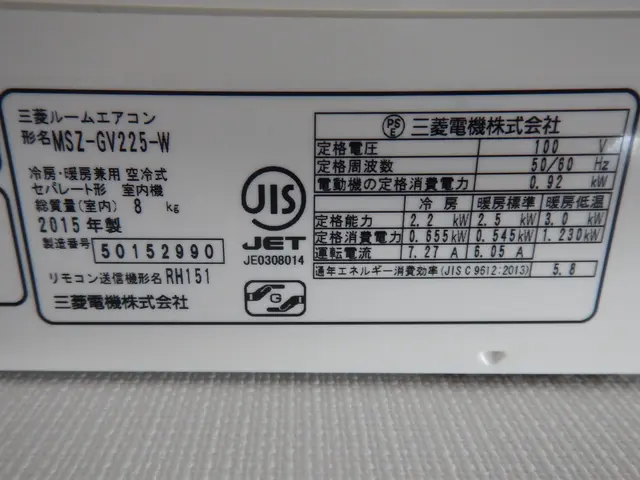 三菱ルームエアコン
形名 MSZ-GV225-W
冷房・暖房兼用 空冷式
セパレート形 室内機
総質量(室内) 8 kg
2015年製
製造番号 50152990
リモコン送信機形名 RH151
三菱電機株式会社
JIS
JET
JE0308014
G
PS E 三菱電機株式会社
定格電圧 100 V
定格周波数 50/60 Hz
電動機の定格消費電力 0.92 kW
冷房 暖房標準 暖房低温
定格能力 2.2 kW 2.5 kW 3.0 kW
定格消費電力 0.655 kW 0.545 kW 1.230 kW
運転電流 7.27 A 6.05 A
通年エネルギー消費効率(JIS C 9612:2013) 5.8